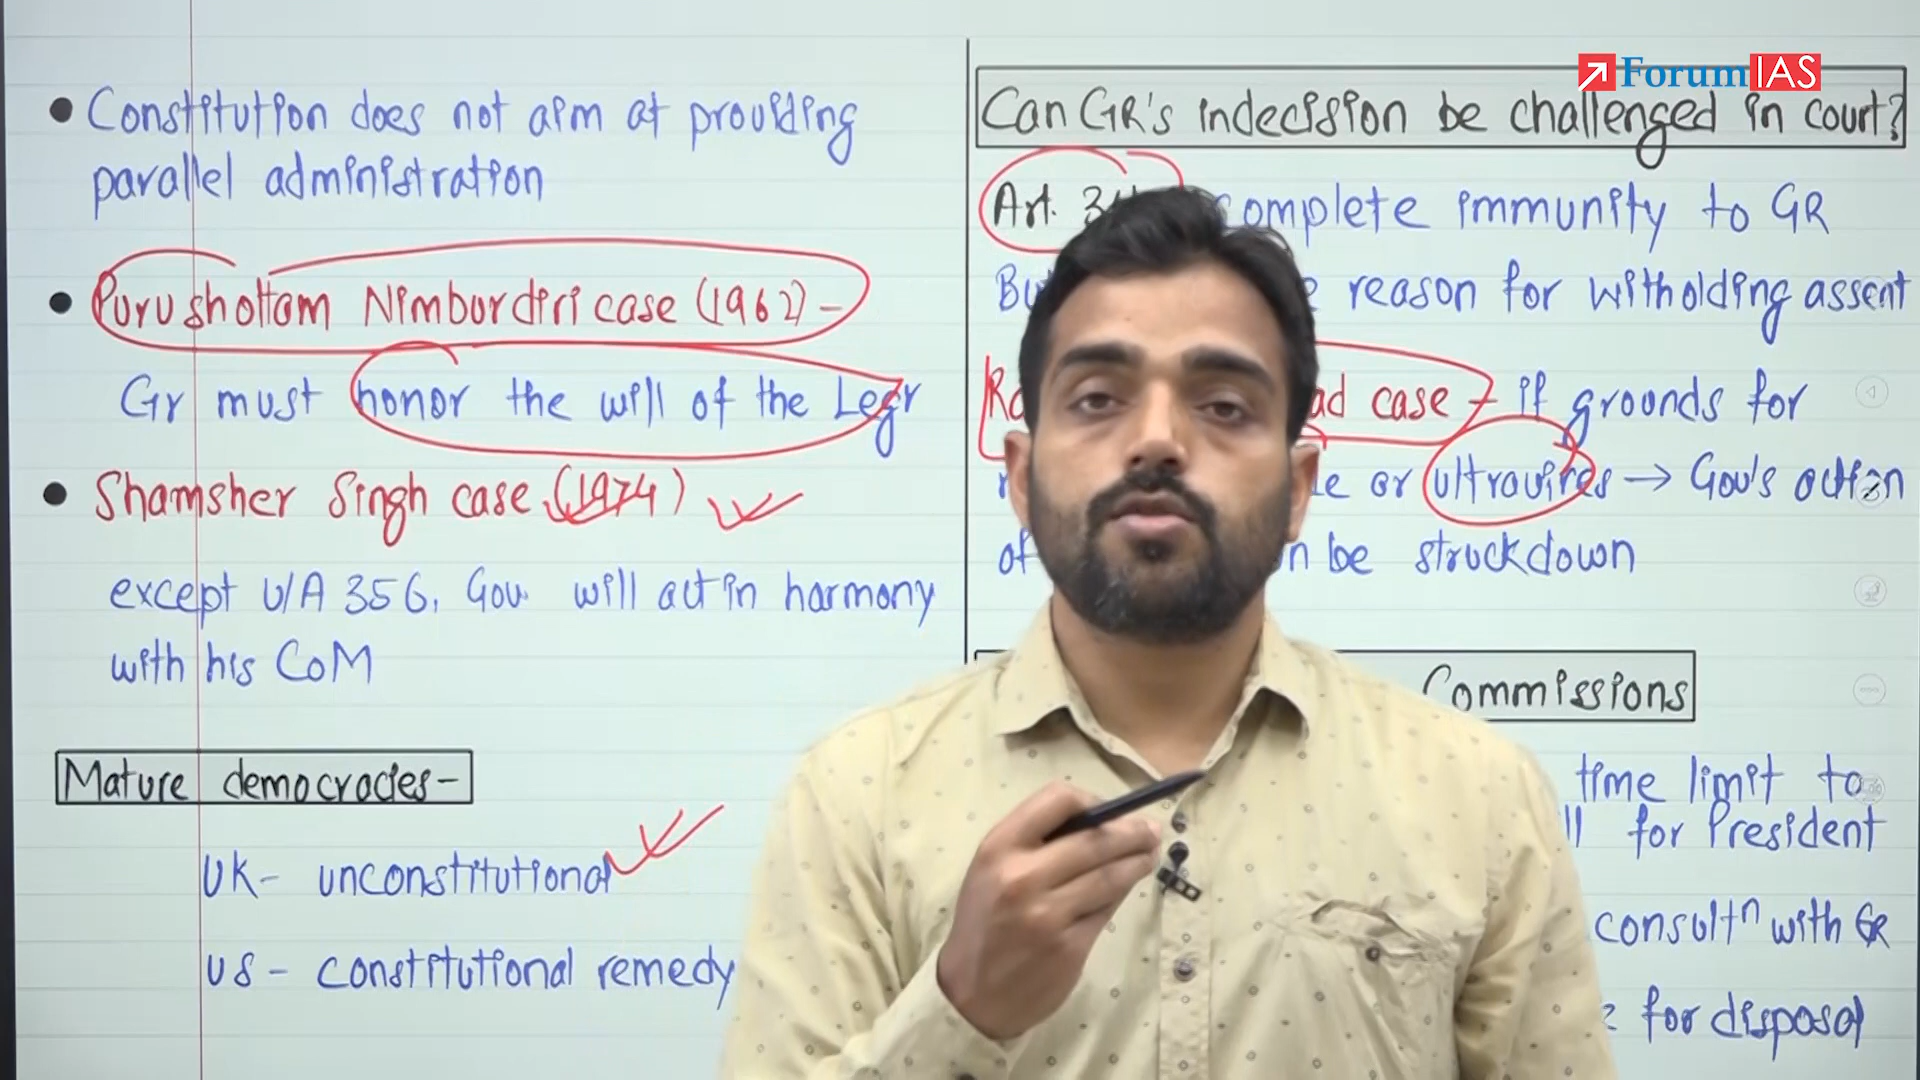 • Constitution does not aim at providing
parallel administration
• Purushottam Nimburdiri case (1962) -
Gr must honor the will of the Legr
• Shamsher Singh case (1974)
except U/A 356, Gov will act in harmony
with his CoM
Mature democracies-
UK- unconstitutional
US - constitutional remedy
ForumIAS
Can GR's indecision be challenged in court?
Art. complete immunity to GR
But reason for witholding assent
case - if grounds for
or ultravires → Gov's action
of be struckdown
Commissions
time limit to
for President
consultn with GR
for disposal